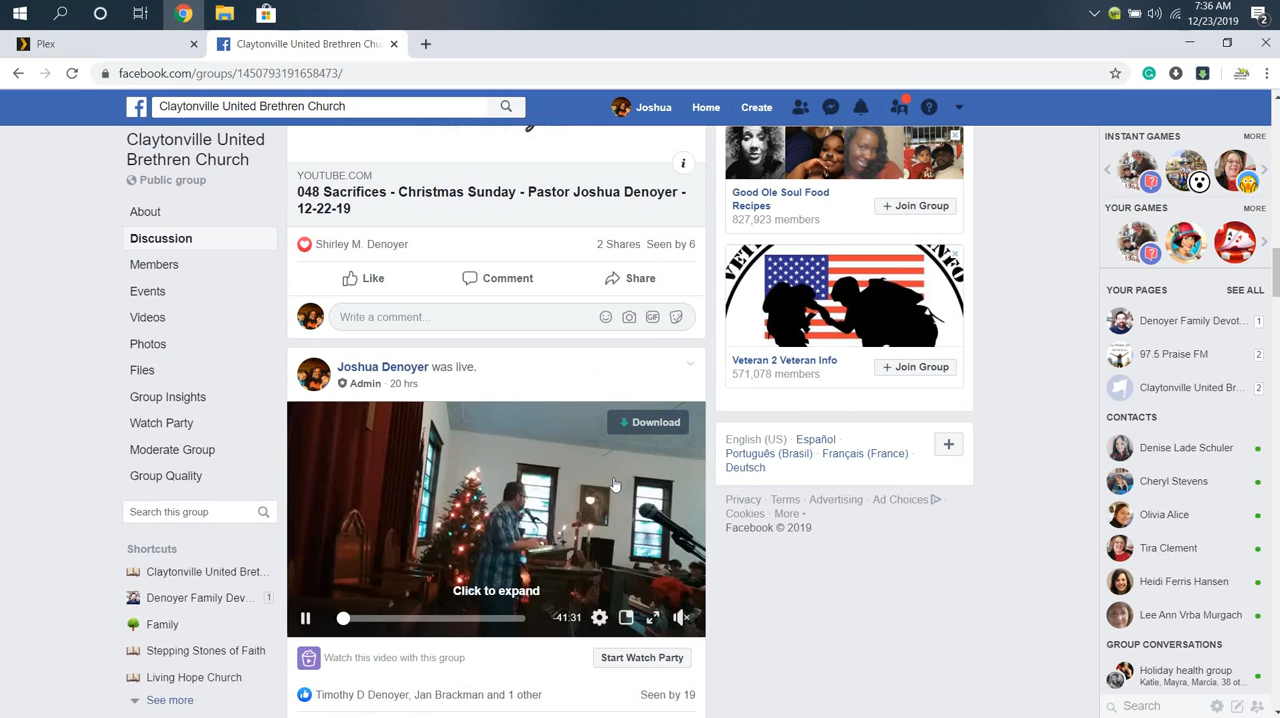 7:36 AM
12/23/2019
2
Plex
Claytonville United Brethren Chu
facebook.com/groups/1450793191658473/
Claytonville United Brethren Church
Joshua
Home
Create
Claytonville United
Brethren Church
Public group
About
Discussion
Members
Events
Videos
Photos
Files
Group Insights
Watch Party
Moderate Group
Group Quality
Search this group
Shortcuts
Claytonville United Bret...
Denoyer Family Dev... 1
Family
Stepping Stones of Faith
Living Hope Church
See more
YOUTUBE.COM
048 Sacrifices - Christmas Sunday - Pastor Joshua Denoyer -
12-22-19
Shirley M. Denoyer 2 Shares Seen by 6
Like Comment Share
Write a comment... GIF
Joshua Denoyer was live.
Admin · 20 hrs
Download
Click to expand
-41:31
Watch this video with this group Start Watch Party
Timothy D Denoyer, Jan Brackman and 1 other Seen by 19
Good Ole Soul Food
Recipes
827,923 members
+ Join Group
Veteran 2 Veteran Info
571,078 members
+ Join Group
English (US) · Español ·
Português (Brasil) · Français (France) ·
Deutsch
Privacy · Terms · Advertising · Ad Choices ·
Cookies · More
Facebook © 2019
INSTANT GAMES MORE
YOUR GAMES MORE
YOUR PAGES SEE ALL
Denoyer Family Devot... 1
97.5 Praise FM 2
Claytonville United Br... 2
CONTACTS
Denise Lade Schuler
Cheryl Stevens
Olivia Alice
Tira Clement
Heidi Ferris Hansen
Lee Ann Vrba Murgach
GROUP CONVERSATIONS
Holiday health group
Katie, Mayra, Marcia, 38 ot...
Search